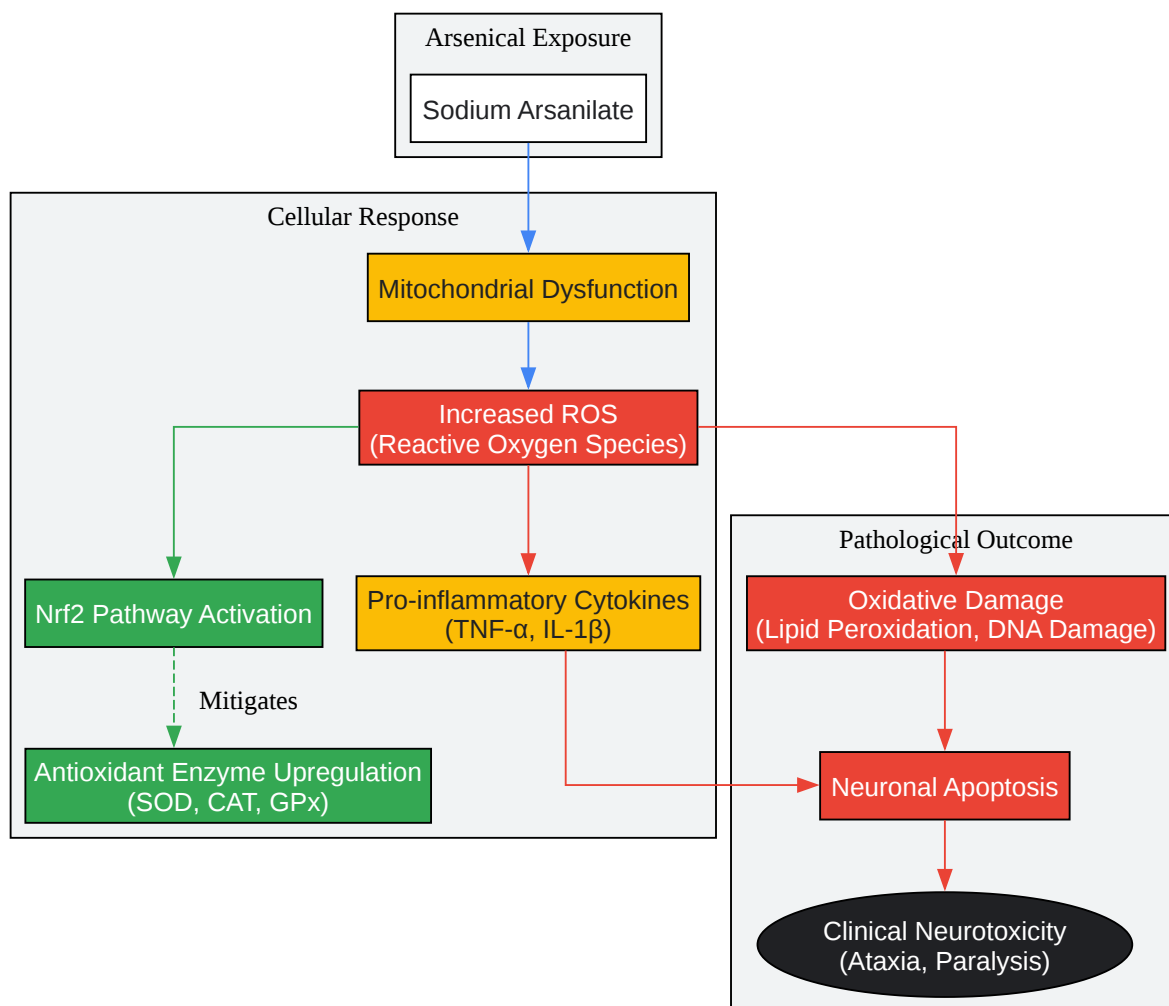 Arsenical Exposure
Sodium Arsanilate
Cellular Response
Mitochondrial Dysfunction
Increased ROS
(Reactive Oxygen Species)
Pathological Outcome
Nrf2 Pathway Activation
Pro-inflammatory Cytokines
(TNF-α, IL-1β)
Oxidative Damage
(Lipid Peroxidation, DNA Damage)
Mitigates
Antioxidant Enzyme Upregulation
(SOD, CAT, GPx)
Neuronal Apoptosis
Clinical Neurotoxicity
(Ataxia, Paralysis)